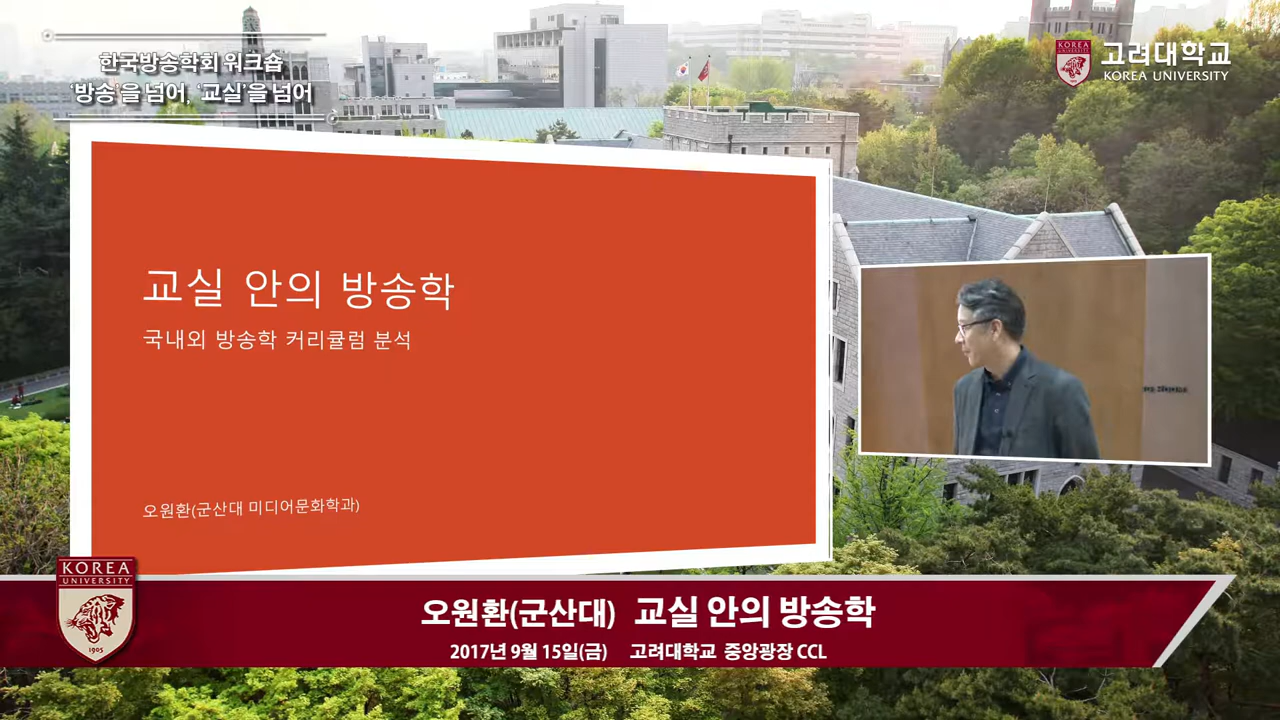 한국방송학회 워크숍
'방송'을 넘어, '교실'을 넘어
KOREA
UNIVERSITY
고려대학교
KOREA UNIVERSITY
교실 안의 방송학
국내외 방송학 커리큘럼 분석
오원환(군산대 미디어문화학과)
KOREA
UNIVERSITY
1905
오원환(군산대) 교실 안의 방송학
2017년 9월 15일(금) 고려대학교 중앙광장 CCL